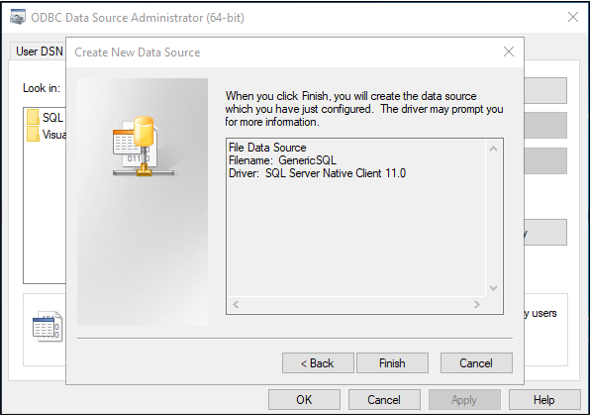 ODBC Data Source Administrator (64-bit)
User DSN
Create New Data Source
Look in:
SQL
Visua
When you click Finish, you will create the data source
which you have just configured. The driver may prompt you
for more information.
File Data Source
Filename: GenericSQL
Driver: SQL Server Native Client 11.0
y users
< Back
Finish
Cancel
OK
Cancel
Apply
Help